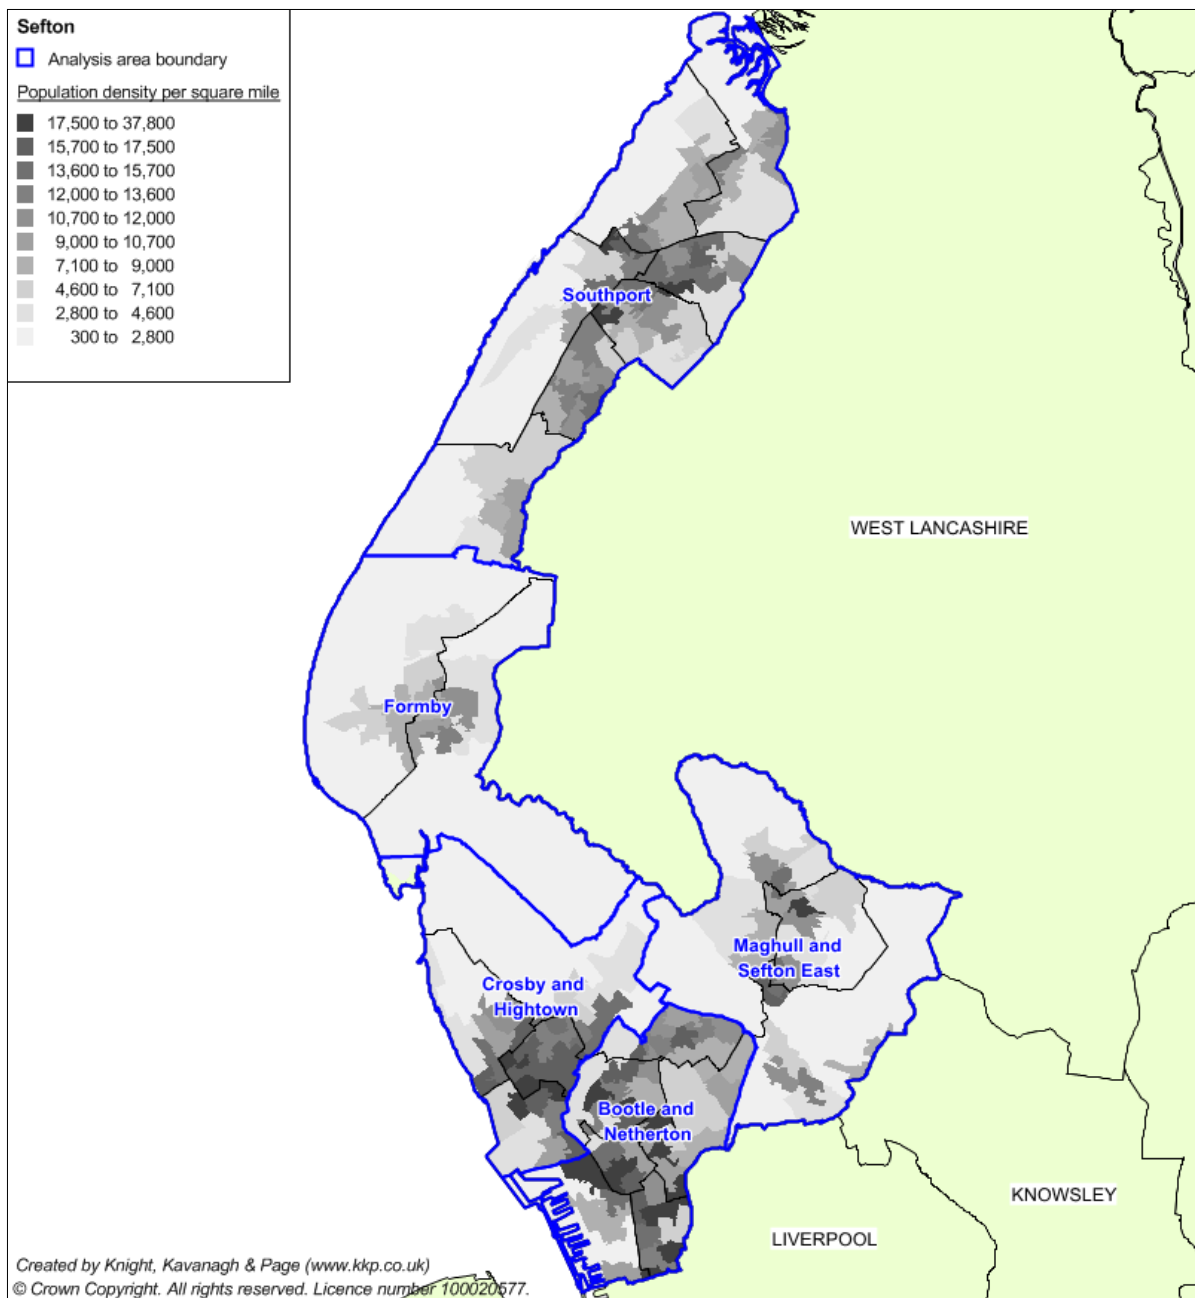 Sefton
Analysis area boundary
Population density per square mile
17,500 to 37,800
15,700 to 17,500
13,600 to 15,700
12,000 to 13,600
10,700 to 12,000
9,000 to 10,700
7,100 to 9,000
4,600 to 7,100
2,800 to 4,600
300 to 2,800
Southport
WEST LANCASHIRE
Formby
Maghull and
Sefton East
Crosby and
Hightown
Bootle and
Netherton
KNOWSLEY
LIVERPOOL
Created by Knight, Kavanagh & Page (www.kkp.co.uk)
© Crown Copyright. All rights reserved. Licence number 100020577.